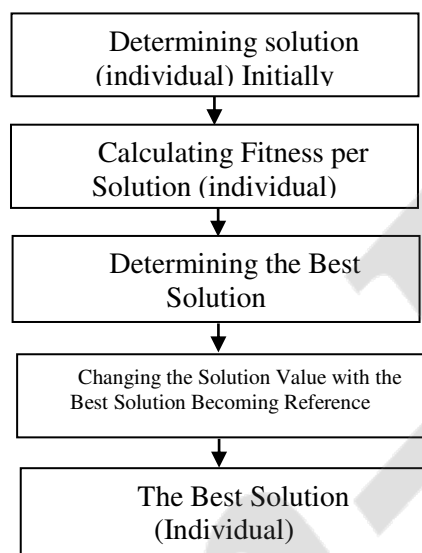 Determining solution
(individual) Initially
Calculating Fitness per
Solution (individual)
Determining the Best
Solution
Changing the Solution Value with the
Best Solution Becoming Reference
The Best Solution
(Individual)